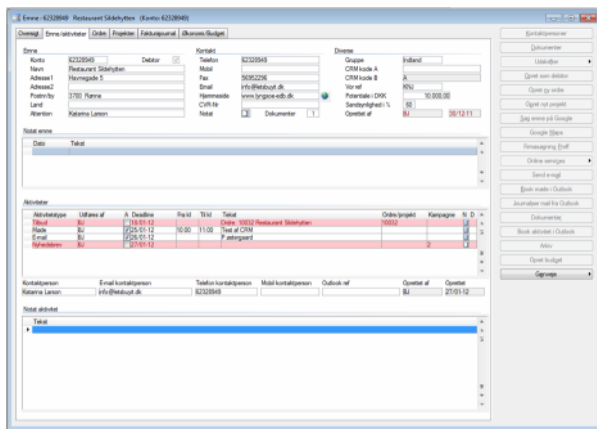 Emne : 62328949 Restaurant Sildehytten (Konto 62328949)
Oversigt Emne/aktiviteter Ordre Projekter Fakturajournal Økonomi/Budget
Emne Kontakt Diverse
Konto 62328949 Debitor Telefon 62328949 Gruppe Indland
Navn Restaurant Sildehytten Mobil CRM kode A
Adresse1 Havnegade 5 Fax 56952256 CRM kode B A
Adresse2 Email info@letsbuyit.dk Vor ref KNJ
Postnr/by 3700 Rønne Hjemmeside www.lyngsoe-edb.dk Potentiale i DKK 10.000,00
Land CVR-Nr Sandsynlighed i % 60
Attention Katarina Larson Notat Dokumenter 1 Oprettet af BJ 30/12-11
Notat emne
Dato Tekst
Aktiviteter
Aktivitetstype Udføres af A Deadline Fra kl Til kl Tekst Ordre/projekt Kampagne N D
Tilbud BJ 18/01-12 Ordre: 10032 Restaurant Sildehytten 10032
Møde BJ 25/01-12 10:00 11:00 Test af CRM
E-mail BJ 26/01-12
Nyhedsbrev BJ 27/01-12 2
Kontaktperson E-mail kontaktperson Telefon kontaktperson Mobil kontaktperson Outlook ref Oprettet af Oprettet
Katarina Larson info@letsbuyit.dk 62328949 BJ 27/01-12
Notat aktivitet
Tekst
Kontaktpersoner
Dokumenter
Udskrifter
Opret som debitor
Opret ny ordre
Opret nyt projekt
Søg emne på Google
Google Maps
Firmasøgning Proff
Online services
Send e-mail
Book møde i Outlook
Journaliser mail fra Outlook
Dokumenter
Book aktivitet i Outlook
Arkiv
Opret budget
Genveje